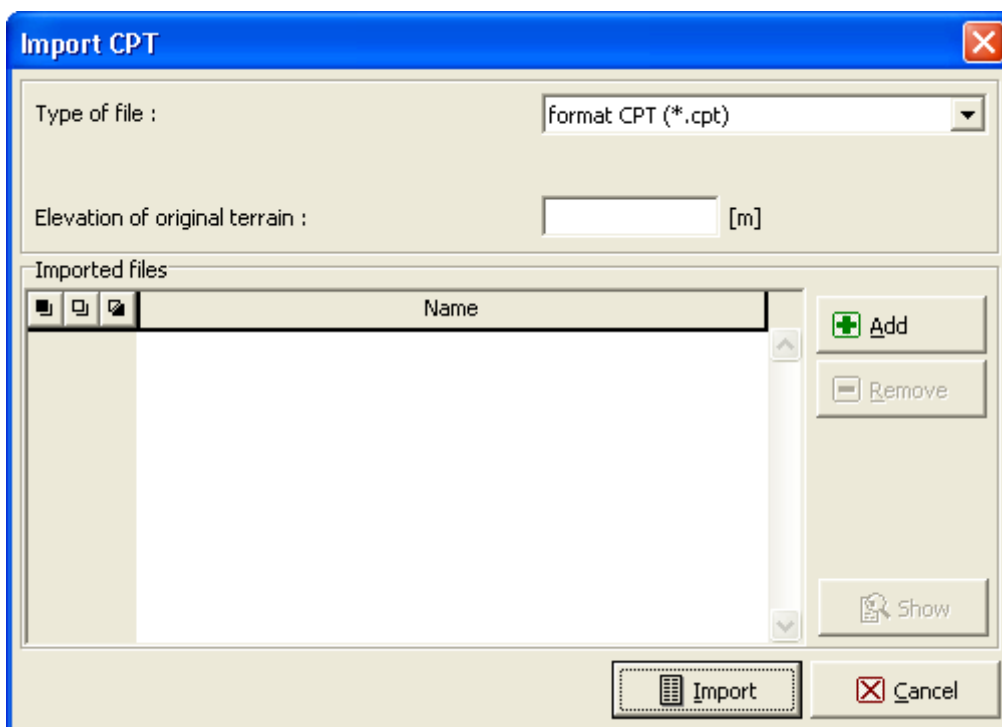 Import CPT
Type of file :
format CPT (*.cpt)
Elevation of original terrain :
[m]
Imported files
Name
Add
Remove
Show
Import
Cancel